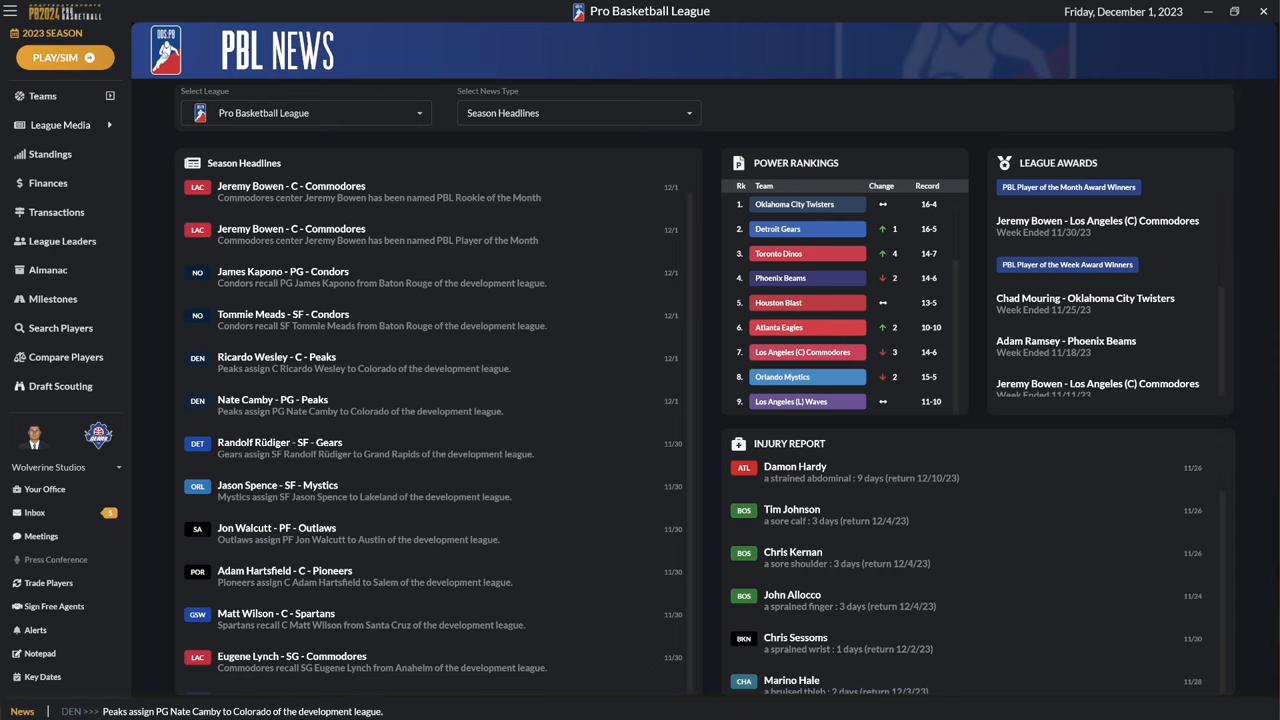 DRAFT DAY SPORTS
PB2024 PRO BASKETBALL
Pro Basketball League
Friday, December 1, 2023
2023 SEASON
PLAY/SIM
Teams
League Media
Standings
Finances
Transactions
League Leaders
Almanac
Milestones
Search Players
Compare Players
Draft Scouting
GEARS
Wolverine Studios
Your Office
Inbox
5
Meetings
Press Conference
Trade Players
Sign Free Agents
Alerts
Notepad
Key Dates
DDS:PB
PBL NEWS
Select League
Pro Basketball League
Select News Type
Season Headlines
Season Headlines
LAC
Jeremy Bowen - C - Commodores
12/1
Commodores center Jeremy Bowen has been named PBL Rookie of the Month
LAC
Jeremy Bowen - C - Commodores
12/1
Commodores center Jeremy Bowen has been named PBL Player of the Month
NO
James Kapono - PG - Condors
12/1
Condors recall PG James Kapono from Baton Rouge of the development league.
NO
Tommie Meads - SF - Condors
12/1
Condors recall SF Tommie Meads from Baton Rouge of the development league.
DEN
Ricardo Wesley - C - Peaks
12/1
Peaks assign C Ricardo Wesley to Colorado of the development league.
DEN
Nate Camby - PG - Peaks
12/1
Peaks assign PG Nate Camby to Colorado of the development league.
DET
Randolf Rüdiger - SF - Gears
11/30
Gears assign SF Randolf Rüdiger to Grand Rapids of the development league.
ORL
Jason Spence - SF - Mystics
11/30
Mystics assign SF Jason Spence to Lakeland of the development league.
SA
Jon Walcutt - PF - Outlaws
11/30
Outlaws assign PF Jon Walcutt to Austin of the development league.
POR
Adam Hartsfield - C - Pioneers
11/30
Pioneers assign C Adam Hartsfield to Salem of the development league.
GSW
Matt Wilson - C - Spartans
11/30
Spartans recall C Matt Wilson from Santa Cruz of the development league.
LAC
Eugene Lynch - SG - Commodores
11/30
Commodores recall SG Eugene Lynch from Anaheim of the development league.
POWER RANKINGS
Rk Team Change Record
1. Oklahoma City Twisters ↔ 16-4
2. Detroit Gears ↑ 1 16-5
3. Toronto Dinos ↑ 4 14-7
4. Phoenix Beams ↓ 2 14-6
5. Houston Blast ↔ 13-5
6. Atlanta Eagles ↑ 2 10-10
7. Los Angeles (C) Commodores ↓ 3 14-6
8. Orlando Mystics ↓ 2 15-5
9. Los Angeles (L) Waves ↔ 11-10
LEAGUE AWARDS
PBL Player of the Month Award Winners
Jeremy Bowen - Los Angeles (C) Commodores
Week Ended 11/30/23
PBL Player of the Week Award Winners
Chad Mouring - Oklahoma City Twisters
Week Ended 11/25/23
Adam Ramsey - Phoenix Beams
Week Ended 11/18/23
Jeremy Bowen - Los Angeles (C) Commodores
Week Ended 11/11/23
INJURY REPORT
ATL
Damon Hardy
11/26
a strained abdominal : 9 days (return 12/10/23)
BOS
Tim Johnson
11/26
a sore calf : 3 days (return 12/4/23)
BOS
Chris Kernan
11/26
a sore shoulder : 3 days (return 12/4/23)
BOS
John Allocco
11/24
a sprained finger : 3 days (return 12/4/23)
BKN
Chris Sessoms
11/30
a sprained wrist : 1 days (return 12/2/23)
CHA
Marino Hale
11/28
a bruised thigh : 2 days (return 12/3/23)
News
DEN >>> Peaks assign PG Nate Camby to Colorado of the development league.